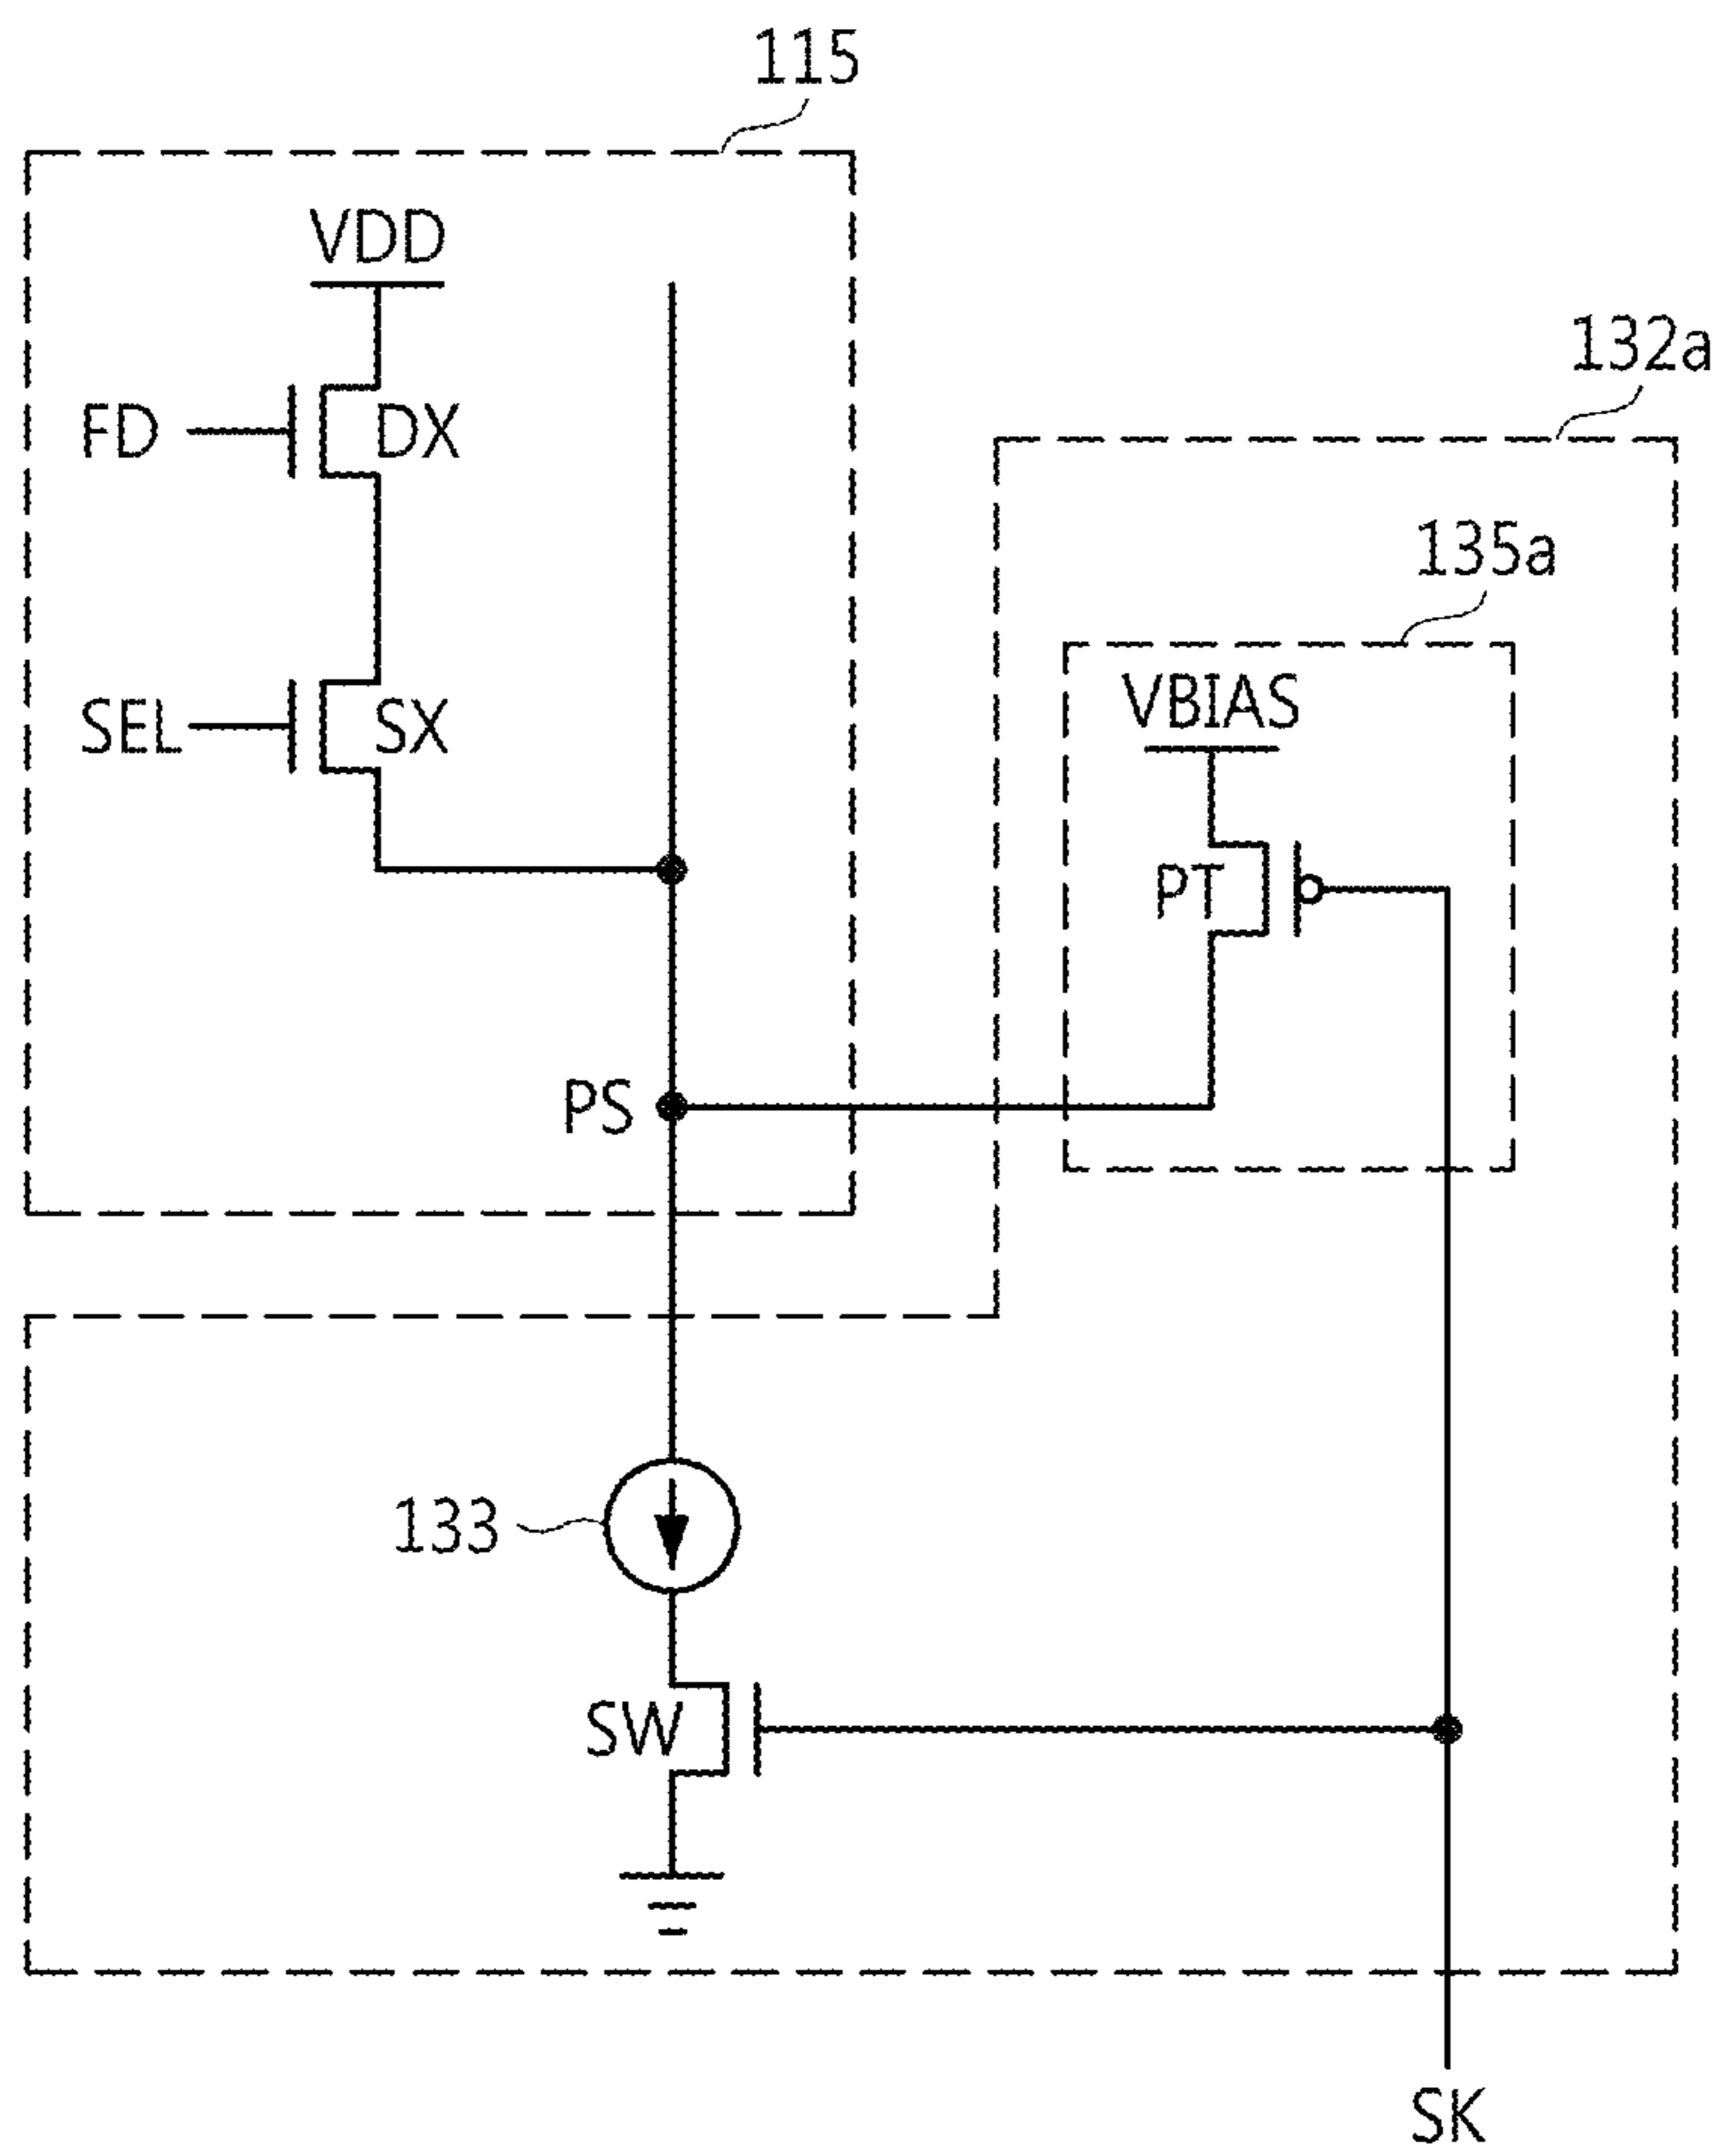 115
VDD
132a
FD
DX
135a
VBIAS
SEL
SX
PT
PS
133
SW
SK